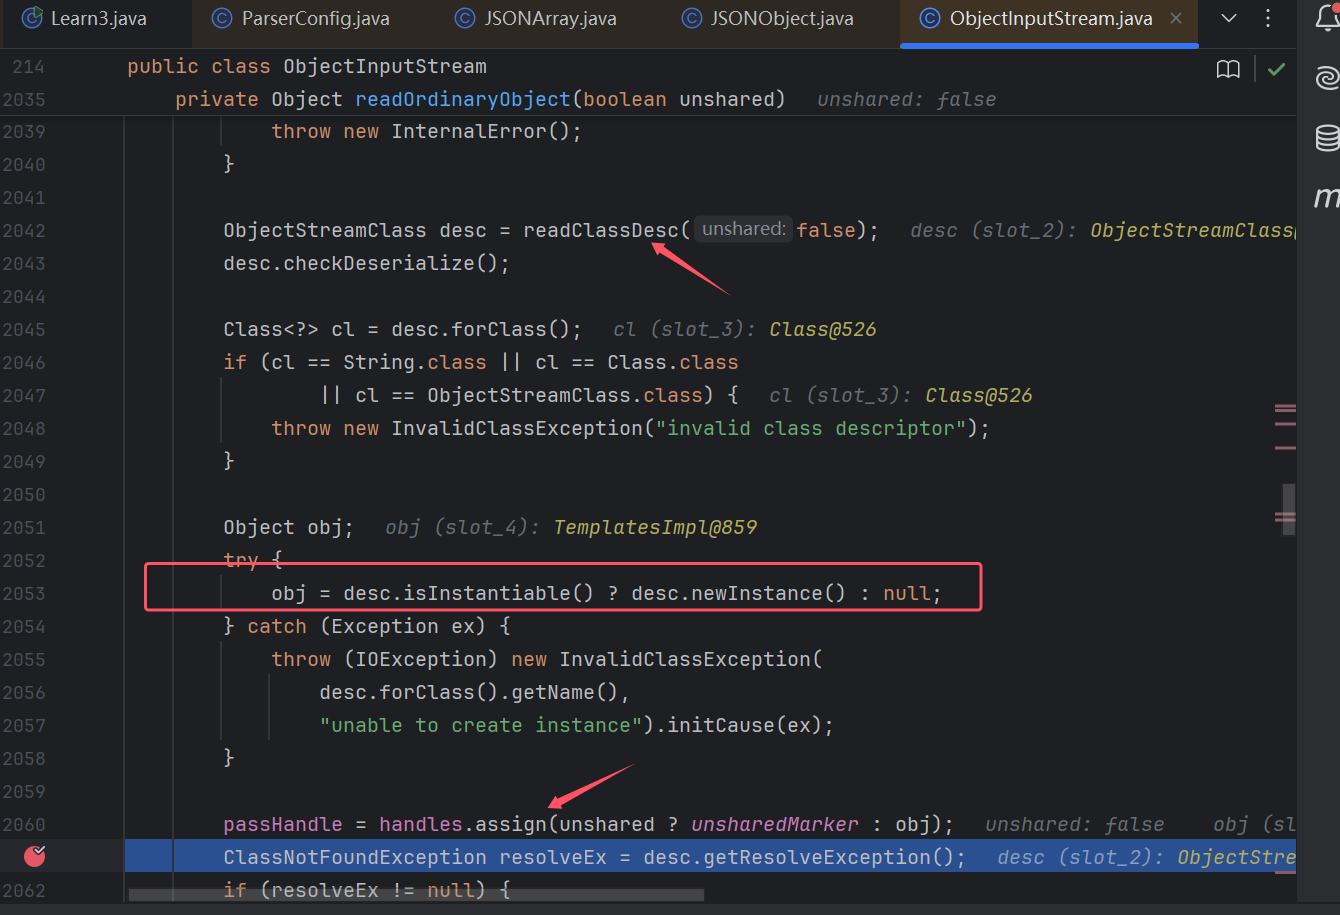 Learn3.java ParserConfig.java JSONArray.java JSONObject.java ObjectInputStream.java
214 public class ObjectInputStream
2035 private Object readOrdinaryObject(boolean unshared) unshared: false
2039 throw new InternalError();
2040 }
2041
2042 ObjectStreamClass desc = readClassDesc( unshared: false); desc (slot_2): ObjectStreamClass@
2043 desc.checkDeserialize();
2044
2045 Class<?> cl = desc.forClass(); cl (slot_3): Class@526
2046 if (cl == String.class || cl == Class.class
2047 || cl == ObjectStreamClass.class) { cl (slot_3): Class@526
2048 throw new InvalidClassException("invalid class descriptor");
2049 }
2050
2051 Object obj; obj (slot_4): TemplatesImpl@859
2052 try {
2053 obj = desc.isInstantiable() ? desc.newInstance() : null;
2054 } catch (Exception ex) {
2055 throw (IOException) new InvalidClassException(
2056 desc.forClass().getName(),
2057 "unable to create instance").initCause(ex);
2058 }
2059
2060 passHandle = handles.assign(unshared ? unsharedMarker : obj); unshared: false obj (sl
ClassNotFoundException resolveEx = desc.getResolveException(); desc (slot_2): ObjectStre
2062 if (resolveEx != null) {
m